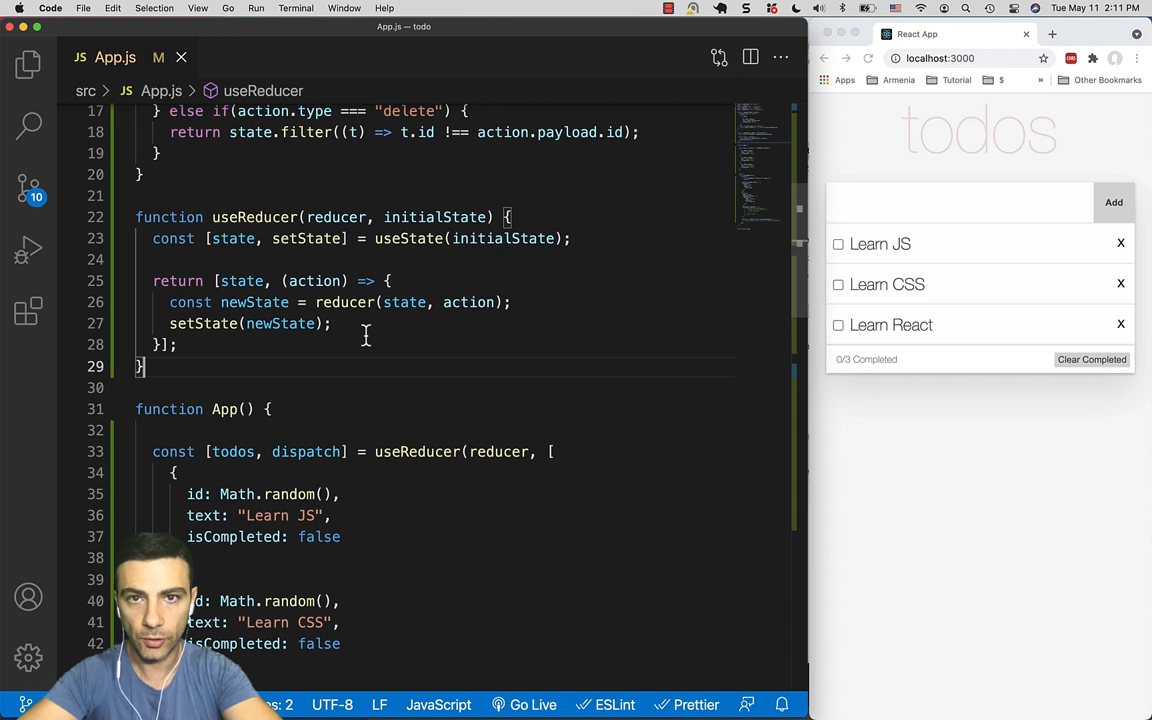 Code File Edit Selection View Go Run Terminal Window Help
Tue May 11 2:11 PM
App.js — todo
JS App.js M
src > JS App.js > useReducer
17 } else if(action.type === "delete") {
18 return state.filter((t) => t.id !== action.payload.id);
19 }
20 }
21
22 function useReducer(reducer, initialState) {
23 const [state, setState] = useState(initialState);
24
25 return [state, (action) => {
26 const newState = reducer(state, action);
27 setState(newState);
28 }];
29 }
30
31 function App() {
32
33 const [todos, dispatch] = useReducer(reducer, [
34 {
35 id: Math.random(),
36 text: "Learn JS",
37 isCompleted: false
38
39
40 id: Math.random(),
41 text: "Learn CSS",
42 isCompleted: false
10
es: 2 UTF-8 LF JavaScript Go Live ESLint Prettier
React App
localhost:3000
Apps Armenia Tutorial $ » Other Bookmarks
todos
Add
Learn JS X
Learn CSS X
Learn React X
0/3 Completed Clear Completed